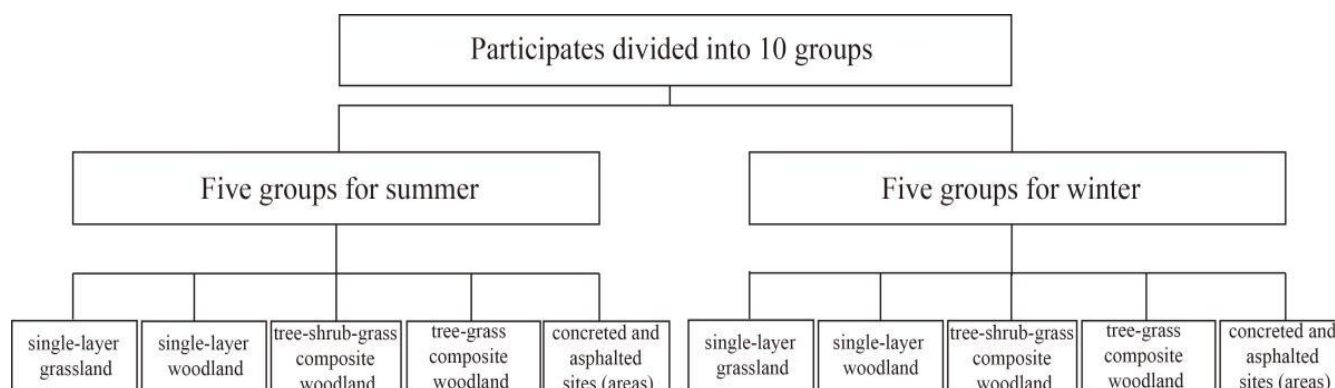 Participates divided into 10 groups
Five groups for summer
Five groups for winter
single-layer
grassland
single-layer
woodland
tree-shrub-grass
composite
woodland
tree-grass
composite
woodland
concreted and
asphalted
sites (areas)
single-layer
grassland
single-layer
woodland
tree-shrub-grass
composite
woodland
tree-grass
composite
woodland
concreted and
asphalted
sites (areas)